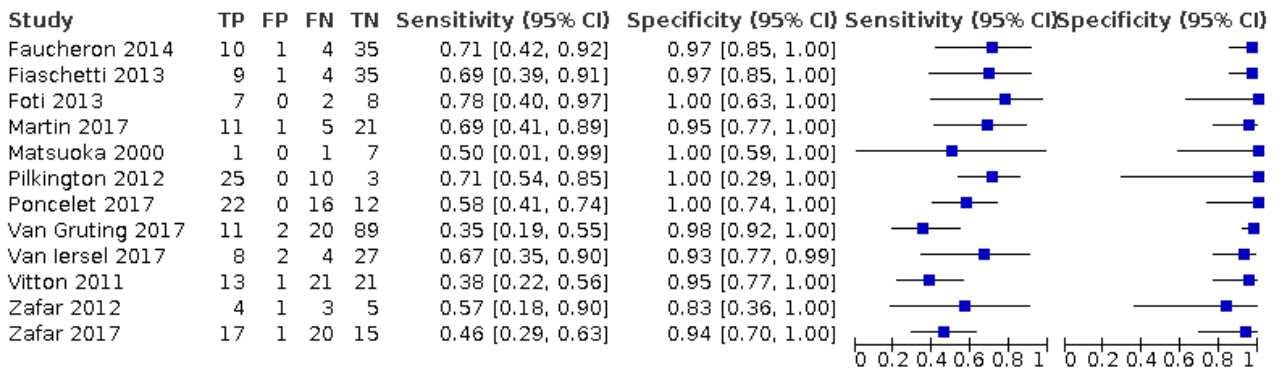 Study TP FP FN TN Sensitivity (95% CI) Specificity (95% CI) Sensitivity (95% CI) Specificity (95% CI)
Faucheron 2014 10 1 4 35 0.71 [0.42, 0.92] 0.97 [0.85, 1.00]
Fiaschetti 2013 9 1 4 35 0.69 [0.39, 0.91] 0.97 [0.85, 1.00]
Foti 2013 7 0 2 8 0.78 [0.40, 0.97] 1.00 [0.63, 1.00]
Martin 2017 11 1 5 21 0.69 [0.41, 0.89] 0.95 [0.77, 1.00]
Matsuoka 2000 1 0 1 7 0.50 [0.01, 0.99] 1.00 [0.59, 1.00]
Pilkington 2012 25 0 10 3 0.71 [0.54, 0.85] 1.00 [0.29, 1.00]
Poncelet 2017 22 0 16 12 0.58 [0.41, 0.74] 1.00 [0.74, 1.00]
Van Gruting 2017 11 2 20 89 0.35 [0.19, 0.55] 0.98 [0.92, 1.00]
Van Iersel 2017 8 2 4 27 0.67 [0.35, 0.90] 0.93 [0.77, 0.99]
Vitton 2011 13 1 21 21 0.38 [0.22, 0.56] 0.95 [0.77, 1.00]
Zafar 2012 4 1 3 5 0.57 [0.18, 0.90] 0.83 [0.36, 1.00]
Zafar 2017 17 1 20 15 0.46 [0.29, 0.63] 0.94 [0.70, 1.00]
0 0.2 0.4 0.6 0.8 1 0 0.2 0.4 0.6 0.8 1